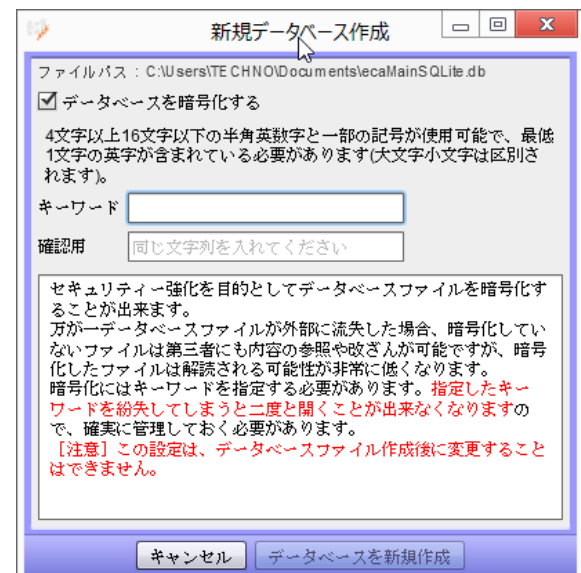 新規データベース作成
ファイルパス : C:\Users\TECHNO\Documents\ecaMainSQLite.db
データベースを暗号化する
4文字以上16文字以下の半角英数字と一部の記号が使用可能で、最低
1文字の英字が含まれている必要があります(大文字小文字は区別さ
れます)。
キーワード
確認用 同じ文字列を入れてください
セキュリティー強化を目的としてデータベースファイルを暗号化す
ることが出来ます。
万が一データベースファイルが外部に流失した場合、暗号化してい
ないファイルは第三者にも内容の参照や改ざんが可能ですが、暗号
化したファイルは解読される可能性が非常に低くなります。
暗号化にはキーワードを指定する必要があります。指定したキー
ワードを紛失してしまうと二度と開くことが出来なくなりますの
で、確実に管理しておく必要があります。
［注意］この設定は、データベースファイル作成後に変更すること
はできません。
キャンセル データベースを新規作成